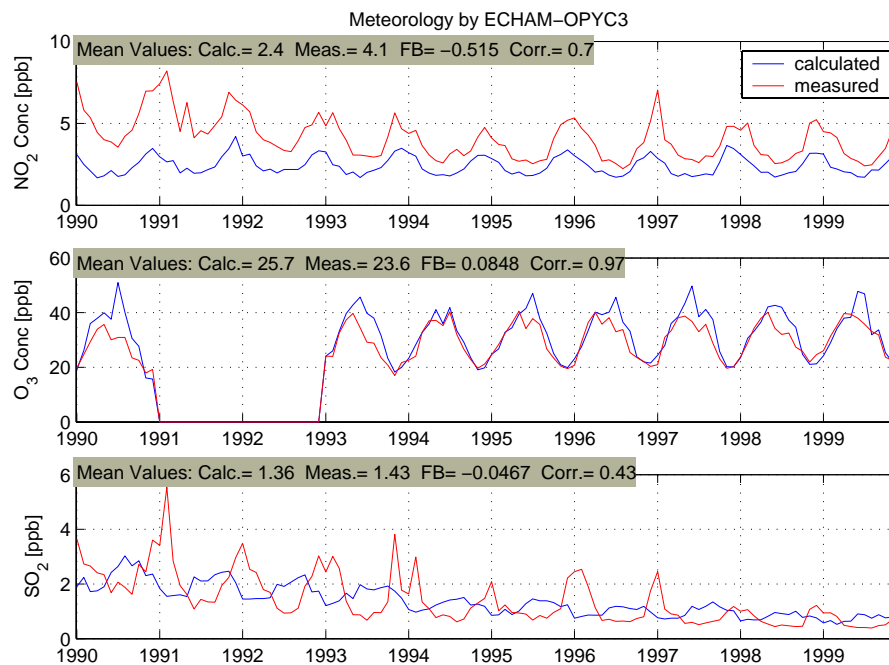 Meteorology by ECHAM−OPYC3
Mean Values: Calc.= 2.4 Meas.= 4.1 FB= −0.515 Corr.= 0.7
calculated
measured
NO2 Conc [ppb]
10
5
0
1990 1991 1992 1993 1994 1995 1996 1997 1998 1999
Mean Values: Calc.= 25.7 Meas.= 23.6 FB= 0.0848 Corr.= 0.97
O3 Conc [ppb]
60
40
20
0
1990 1991 1992 1993 1994 1995 1996 1997 1998 1999
Mean Values: Calc.= 1.36 Meas.= 1.43 FB= −0.0467 Corr.= 0.43
SO2 [ppb]
6
4
2
0
1990 1991 1992 1993 1994 1995 1996 1997 1998 1999